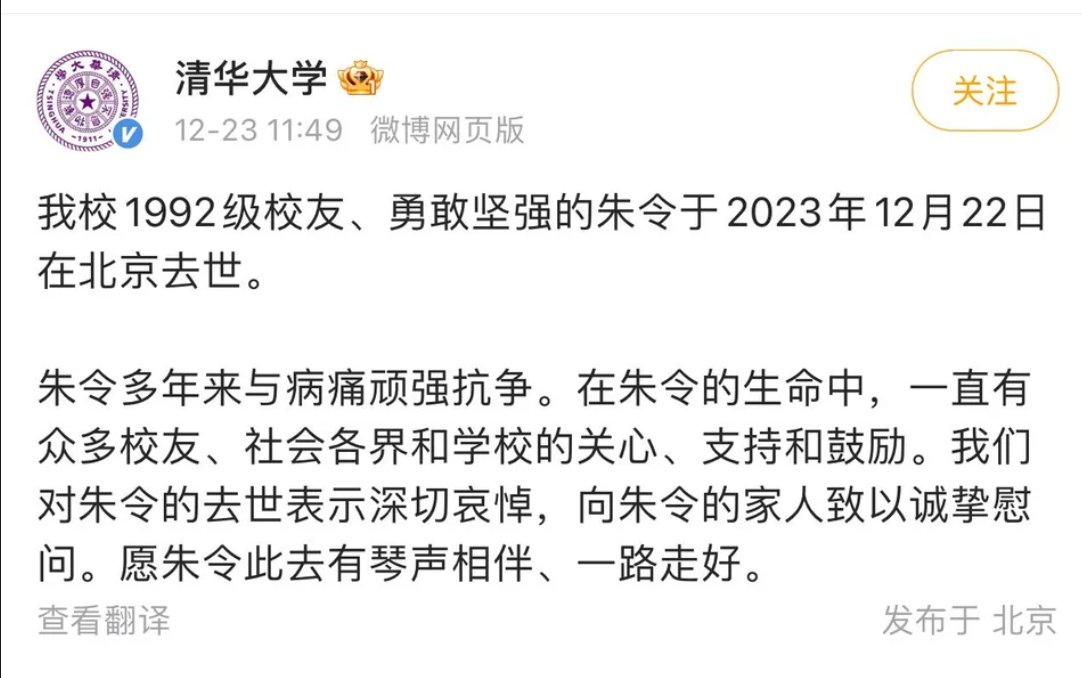 清华大学
关注
12-23 11:49 微博网页版
我校1992级校友、勇敢坚强的朱令于2023年12月22日
在北京去世。
朱令多年来与病痛顽强抗争。在朱令的生命中，一直有
众多校友、社会各界和学校的关心、支持和鼓励。我们
对朱令的去世表示深切哀悼，向朱令的家人致以诚挚慰
问。愿朱令此去有琴声相伴、一路走好。
查看翻译
发布于 北京